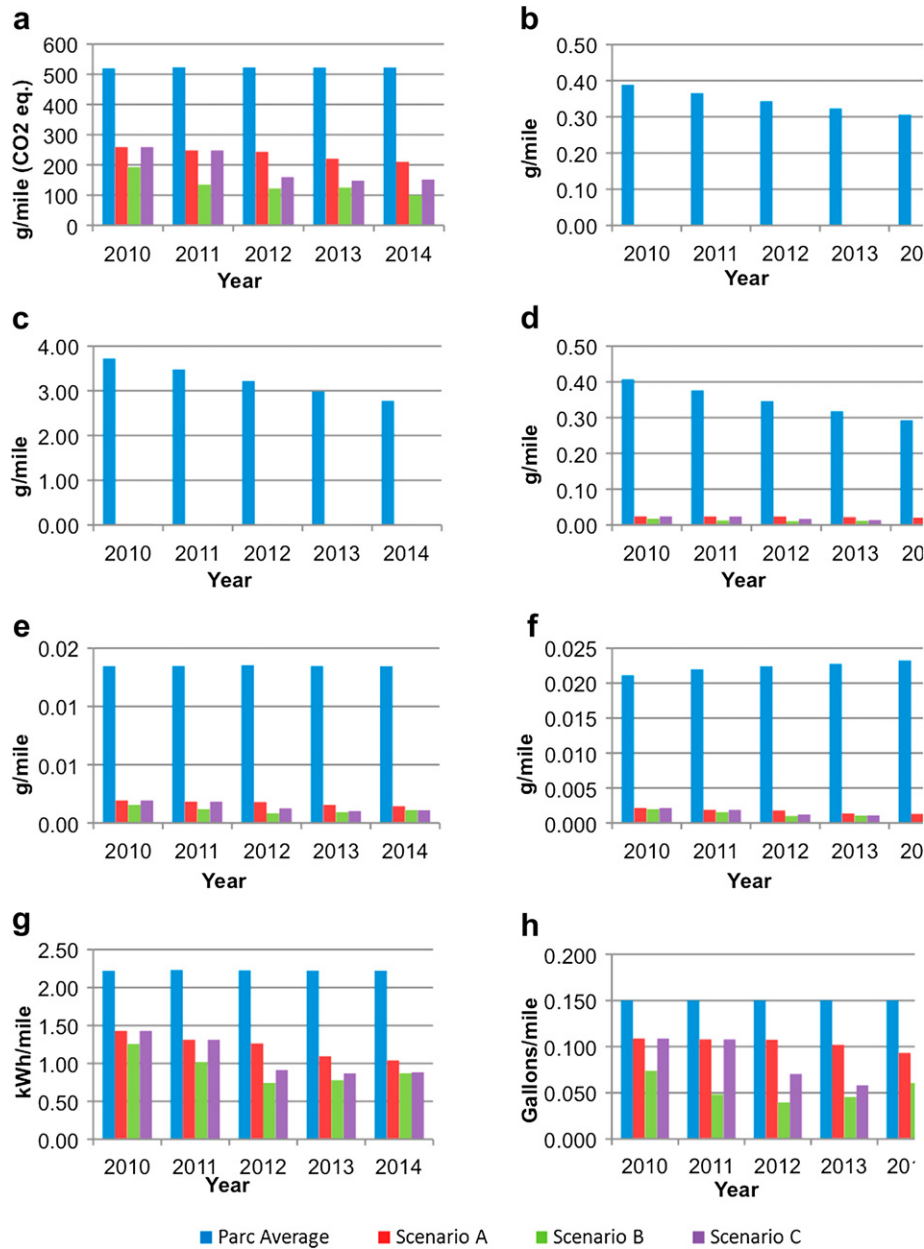 a
600
500
400
300
200
100
0
g/mile (CO2 eq.)
2010 2011 2012 2013 2014
Year
b
0.50
0.40
0.30
0.20
0.10
0.00
g/mile
2010 2011 2012 2013 20
Year
c
4.00
3.00
2.00
1.00
0.00
g/mile
2010 2011 2012 2013 2014
Year
d
0.50
0.40
0.30
0.20
0.10
0.00
g/mile
2010 2011 2012 2013 20
Year
e
0.02
0.01
0.01
0.00
g/mile
2010 2011 2012 2013 2014
Year
f
0.025
0.020
0.015
0.010
0.005
0.000
g/mile
2010 2011 2012 2013 20
Year
g
2.50
2.00
1.50
1.00
0.50
0.00
kWh/mile
2010 2011 2012 2013 2014
Year
h
0.200
0.150
0.100
0.050
0.000
Gallons/mile
2010 2011 2012 2013 20
Year
Parc Average Scenario A Scenario B Scenario C